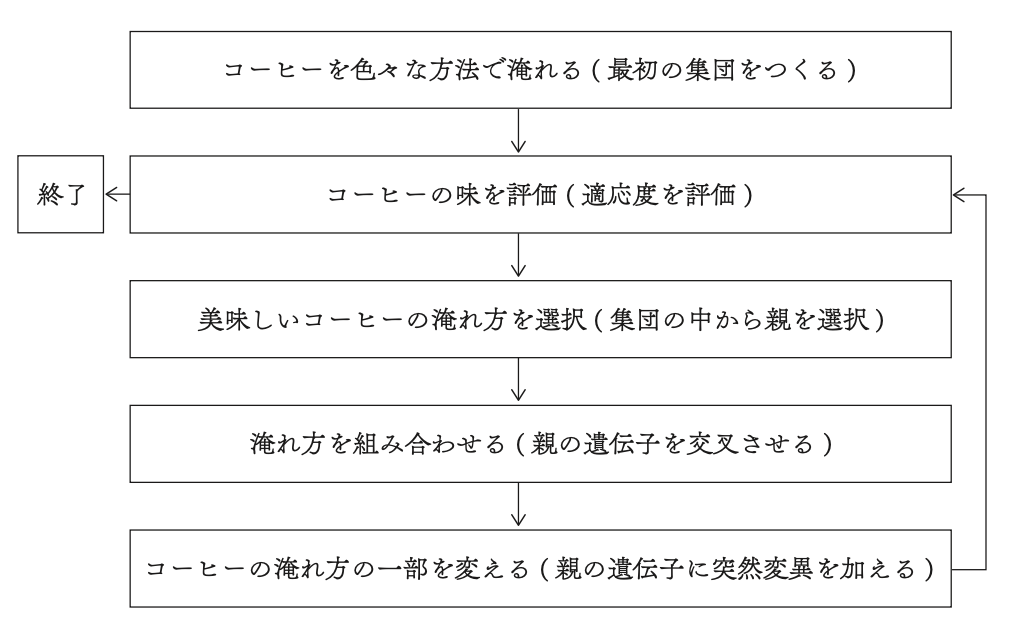 コーヒーを色々な方法で淹れる(最初の集団をつくる)
終了
コーヒーの味を評価(適応度を評価)
美味しいコーヒーの淹れ方を選択(集団の中から親を選択)
淹れ方を組み合わせる(親の遺伝子を交叉させる)
コーヒーの淹れ方の一部を変える(親の遺伝子に突然変異を加える)